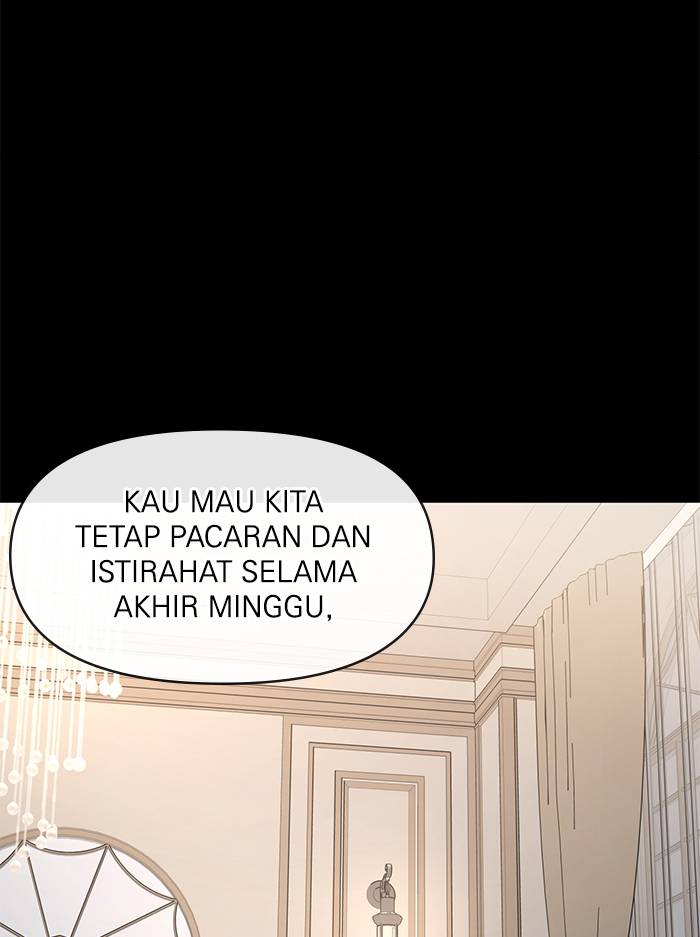 KAU MAU KITA
TETAP PACARAN DAN
ISTIRAHAT SELAMA
AKHIR MINGGU,